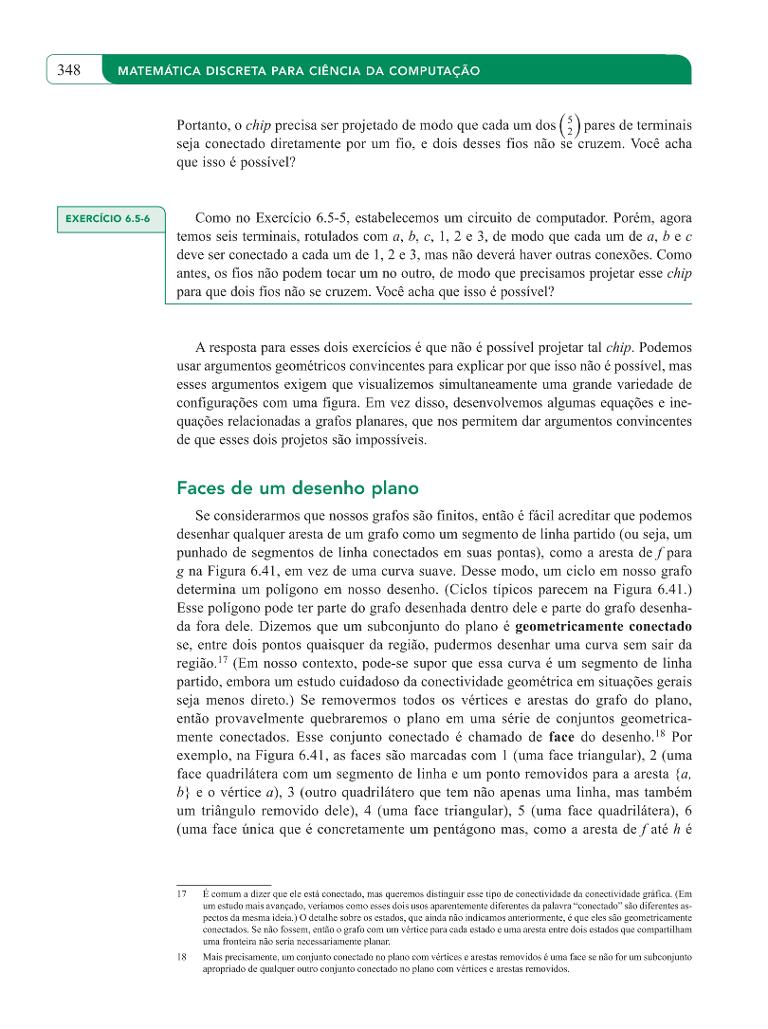 348 MATEMÁTICA DISCRETA PARA CIÊNCIA DA COMPUTAÇÃO
Portanto, o chip precisa ser projetado de modo que cada um dos (5 2) pares de terminais
seja conectado diretamente por um fio, e dois desses fios não se cruzem. Você acha
que isso é possível?
EXERCÍCIO 6.5-6
Como no Exercício 6.5-5, estabelecemos um circuito de computador. Porém, agora
temos seis terminais, rotulados com a, b, c, 1, 2 e 3, de modo que cada um de a, b e c
deve ser conectado a cada um de 1, 2 e 3, mas não deverá haver outras conexões. Como
antes, os fios não podem tocar um no outro, de modo que precisamos projetar esse chip
para que dois fios não se cruzem. Você acha que isso é possível?
A resposta para esses dois exercícios é que não é possível projetar tal chip. Podemos
usar argumentos geométricos convincentes para explicar por que isso não é possível, mas
esses argumentos exigem que visualizemos simultaneamente uma grande variedade de
configurações com uma figura. Em vez disso, desenvolvemos algumas equações e ine-
quações relacionadas a grafos planares, que nos permitem dar argumentos convincentes
de que esses dois projetos são impossíveis.
Faces de um desenho plano
Se considerarmos que nossos grafos são finitos, então é fácil acreditar que podemos
desenhar qualquer aresta de um grafo como um segmento de linha partido (ou seja, um
punhado de segmentos de linha conectados em suas pontas), como a aresta de f para
g na Figura 6.41, em vez de uma curva suave. Desse modo, um ciclo em nosso grafo
determina um polígono em nosso desenho. (Ciclos típicos parecem na Figura 6.41.)
Esse polígono pode ter parte do grafo desenhada dentro dele e parte do grafo desenha-
da fora dele. Dizemos que um subconjunto do plano é geometricamente conectado
se, entre dois pontos quaisquer da região, pudermos desenhar uma curva sem sair da
região.17 (Em nosso contexto, pode-se supor que essa curva é um segmento de linha
partido, embora um estudo cuidadoso da conectividade geométrica em situações gerais
seja menos direto.) Se removermos todos os vértices e arestas do grafo do plano,
então provavelmente quebraremos o plano em uma série de conjuntos geometrica-
mente conectados. Esse conjunto conectado é chamado de face do desenho.18 Por
exemplo, na Figura 6.41, as faces são marcadas com 1 (uma face triangular), 2 (uma
face quadrilátera com um segmento de linha e um ponto removidos para a aresta {a,
b} e o vértice a), 3 (outro quadrilátero que tem não apenas uma linha, mas também
um triângulo removido dele), 4 (uma face triangular), 5 (uma face quadrilátera), 6
(uma face única que é concretamente um pentágono mas, como a aresta de f até h é
17 É comum a dizer que ele está conectado, mas queremos distinguir esse tipo de conectividade da conectividade gráfica. (Em
um estudo mais avançado, veríamos como esses dois usos aparentemente diferentes da palavra “conectado” são diferentes as-
pectos da mesma ideia.) O detalhe sobre os estados, que ainda não indicamos anteriormente, é que eles são geometricamente
conectados. Se não fossem, então o grafo com um vértice para cada estado e uma aresta entre dois estados que compartilham
uma fronteira não seria necessariamente planar.
18 Mais precisamente, um conjunto conectado no plano com vértices e arestas removidos é uma face se não for um subconjunto
apropriado de qualquer outro conjunto conectado no plano com vértices e arestas removidos.